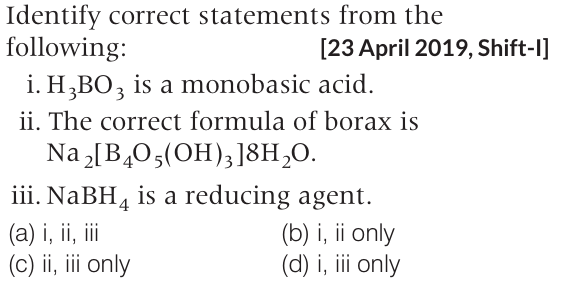 Identify correct statements from the
following: [23 April 2019, Shift-I]
i. H₃BO₃ is a monobasic acid.
ii. The correct formula of borax is
Na₂[B₄O₅(OH)₃]8H₂O.
iii. NaBH₄ is a reducing agent.
(a) i, ii, iii (b) i, ii only
(c) ii, iii only (d) i, iii only